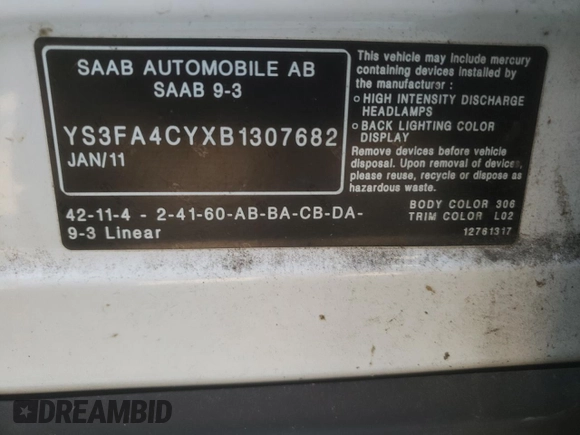 SAAB AUTOMOBILE AB
SAAB 9-3
YS3FA4CYXB1307682
JAN/11
42-11-4 - 2-41-60-AB-BA-CB-DA-
9-3 Linear
This vehicle may include mercury
containing devices installed by
the manufacturer :
HIGH INTENSITY DISCHARGE
HEADLAMPS
BACK LIGHTING COLOR
DISPLAY
Remove devices before vehicle
disposal. Upon removal of devices,
please reuse, recycle or dispose as
hazardous waste.
BODY COLOR 306
TRIM COLOR L02
12761317
DREAMBID